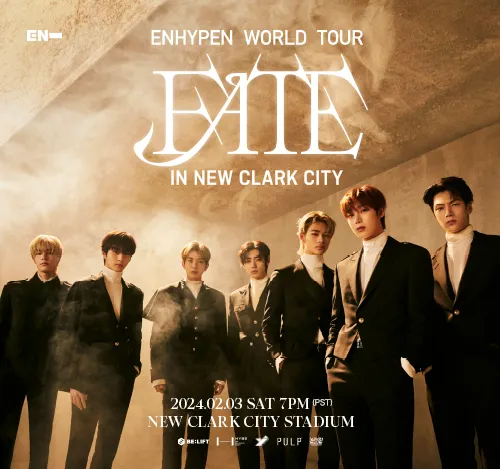 EN-
ENHYPEN WORLD TOUR
FATE
IN NEW CLARK CITY
2024.02.03 SAT 7PM (PST)
NEW CLARK CITY STADIUM
BE:LIFT HYBE PULP